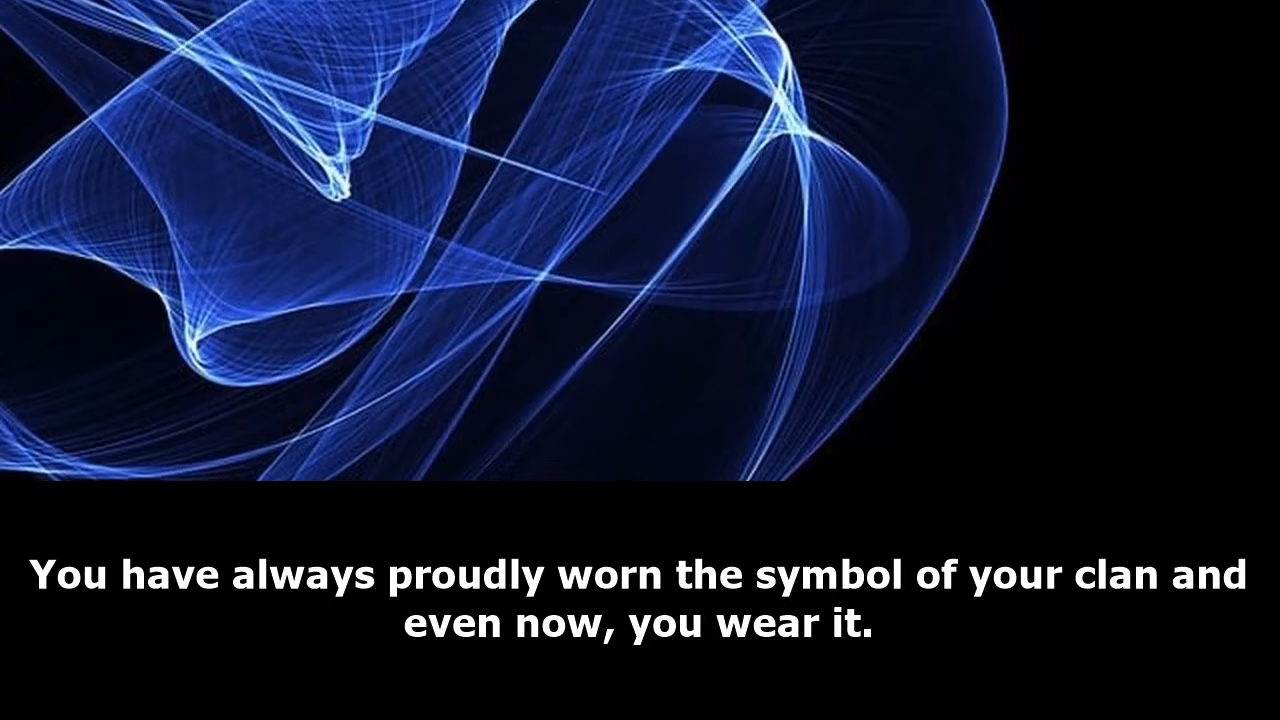 You have always proudly worn the symbol of your clan and
even now, you wear it.